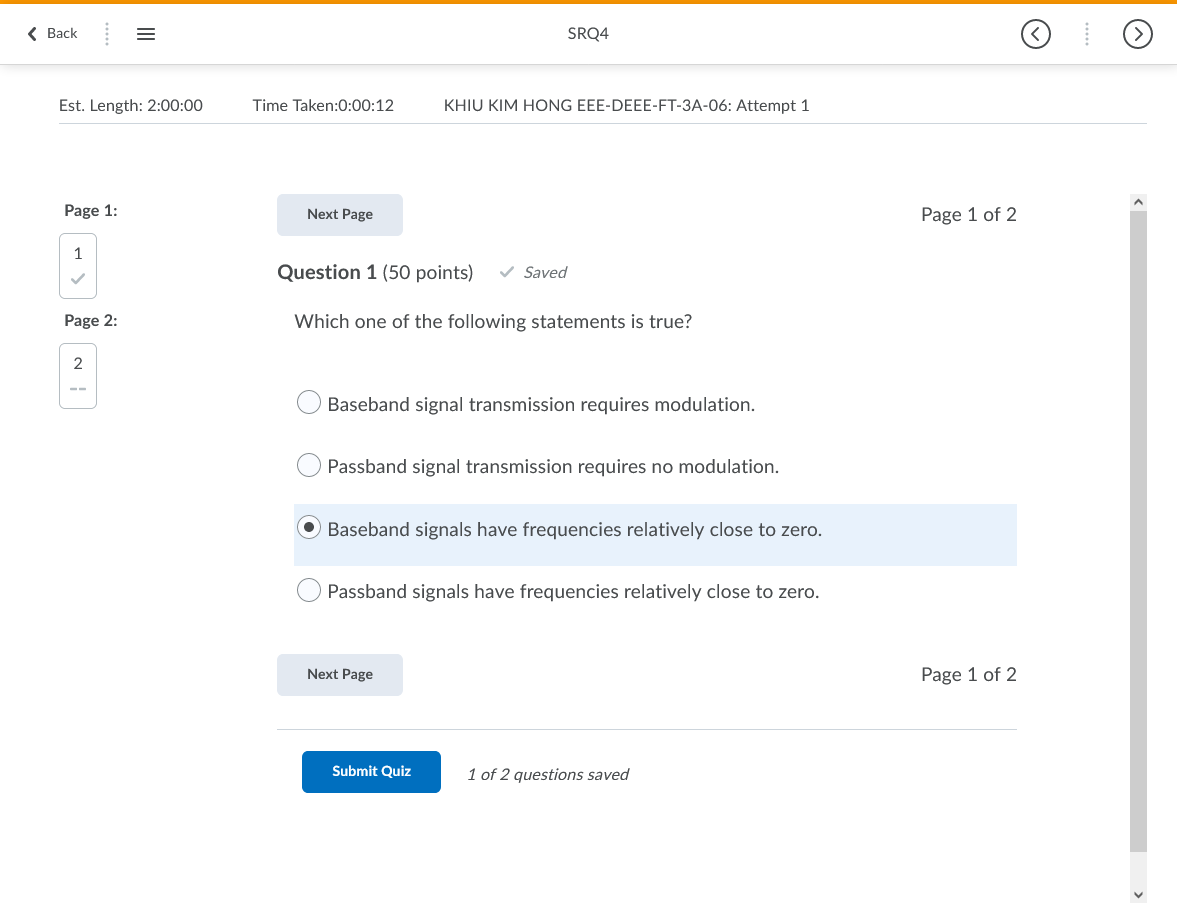 Back
SRQ4
Est. Length: 2:00:00 Time Taken:0:00:12 KHIU KIM HONG EEE-DEEE-FT-3A-06: Attempt 1
Page 1:
1
Page 2:
2
--
Next Page Page 1 of 2
Question 1 (50 points) Saved
Which one of the following statements is true?
Baseband signal transmission requires modulation.
Passband signal transmission requires no modulation.
Baseband signals have frequencies relatively close to zero.
Passband signals have frequencies relatively close to zero.
Next Page Page 1 of 2
Submit Quiz 1 of 2 questions saved